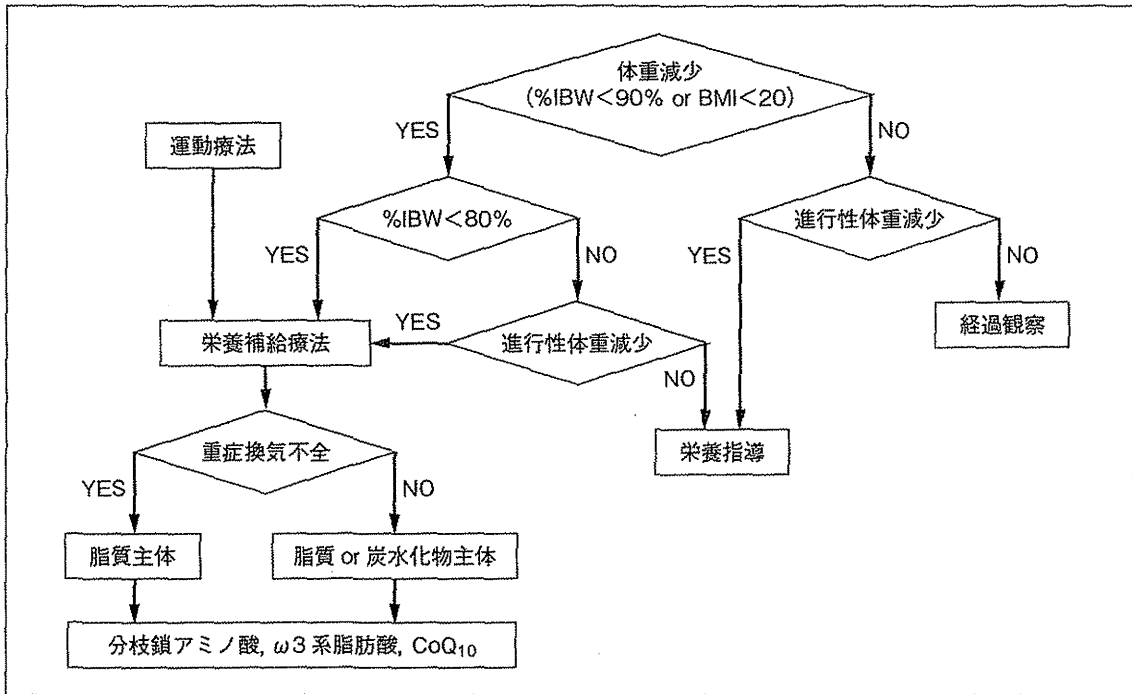 体重減少
(%IBW<90% or BMI<20)
YES
NO
運動療法
%IBW<80%
進行性体重減少
YES
NO
YES
NO
栄養補給療法
YES
進行性体重減少
経過観察
NO
重症換気不全
栄養指導
YES
NO
脂質主体
脂質 or 炭水化物主体
分枝鎖アミノ酸, ω3系脂肪酸, CoQ₁₀